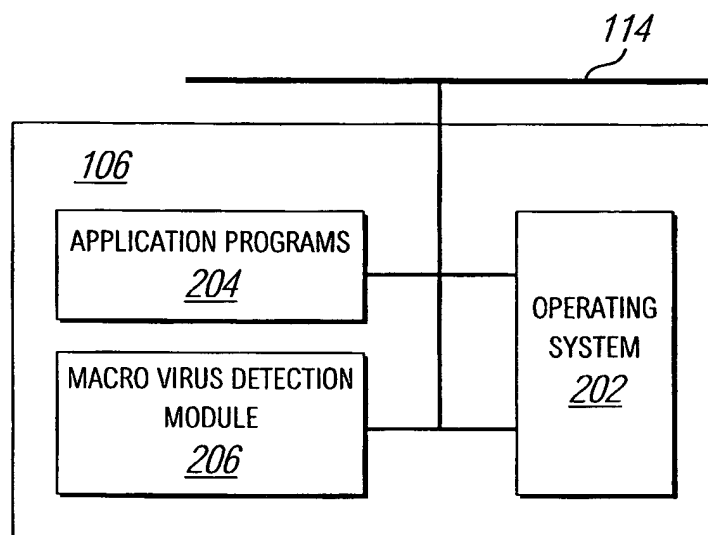 114
106
APPLICATION PROGRAMS
204
MACRO VIRUS DETECTION
MODULE
206
OPERATING
SYSTEM
202